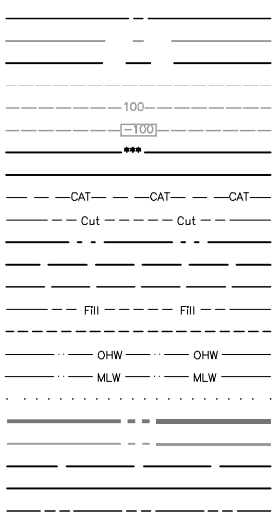 100
-100
***
CAT CAT CAT
Cut Cut
Fill Fill
OHW OHW
MLW MLW